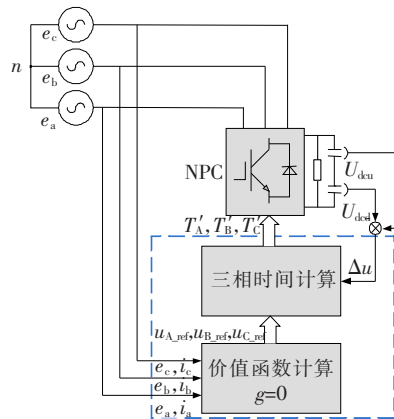 e_c
n
e_b
e_a
NPC
U_dcu
U_dcd
T'_A, T'_B, T'_C
三相时间计算
Δu
u_A_ref,u_B_ref,u_C_ref
价值函数计算
g=0
e_c, i_c
e_b, i_b
e_a, i_a